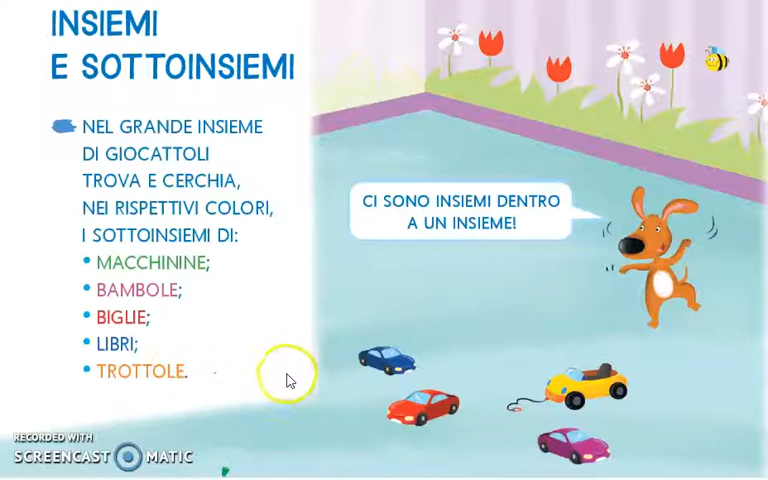 INSIEMI
E SOTTOINSIEMI
NEL GRANDE INSIEME
DI GIOCATTOLI
TROVA E CERCHIA,
NEI RISPETTIVI COLORI,
I SOTTOINSIEMI DI:
• MACCHININE;
• BAMBOLE;
• BIGLIE;
• LIBRI;
• TROTTOLE.
CI SONO INSIEMI DENTRO
A UN INSIEME!
RECORDED WITH
SCREENCAST MATIC